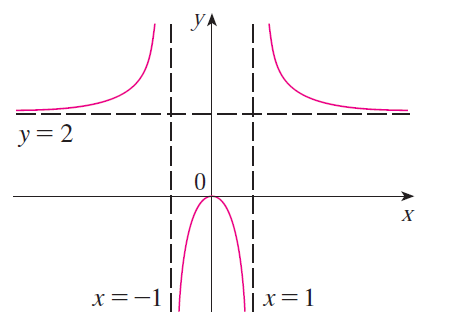 y
y = 2
0
x
x = −1
x = 1